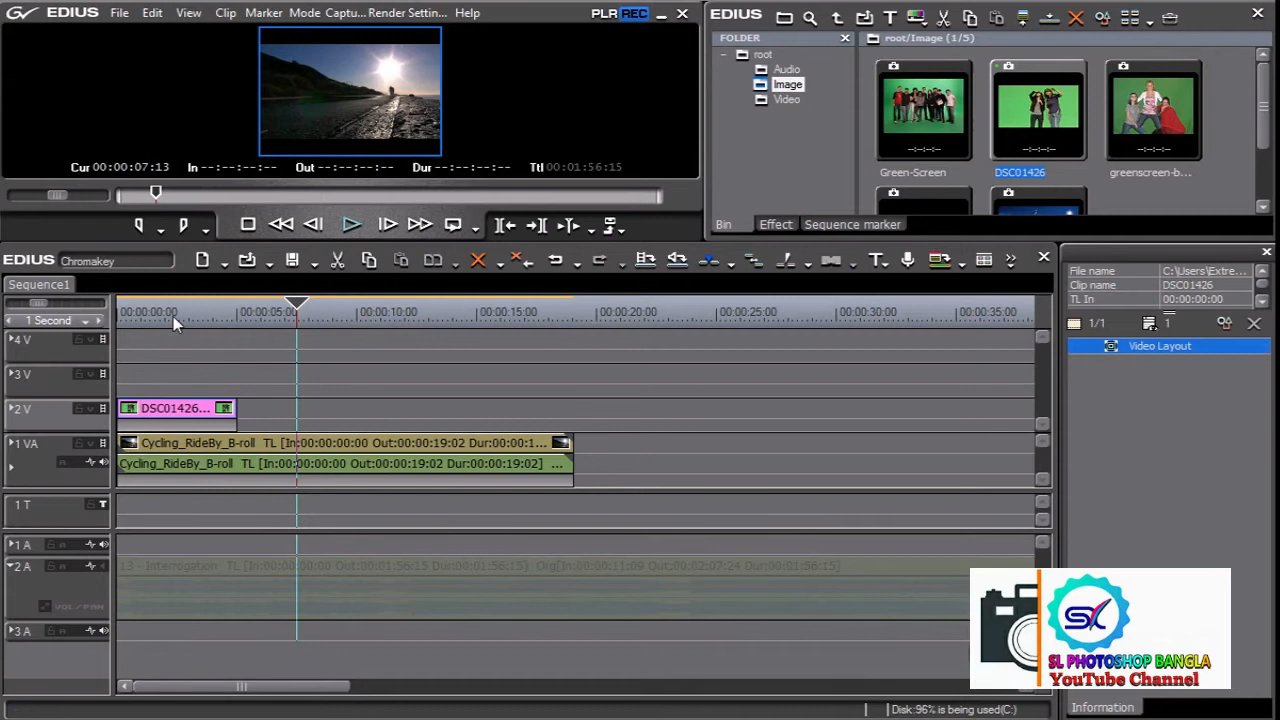 EDIUS File Edit View Clip Marker Mode Captu... Render Settin... Help PLR REC
Cur 00:00:07:13 In --:--:--:-- Out --:--:--:-- Dur --:--:--:-- Ttl 00:01:56:15
EDIUS
FOLDER
root
Audio
Image
Video
root/Image (1/5)
--:--:--:-- --:--:--:-- --:--:--:--
Green-Screen DSC01426 greenscreen-b...
Bin Effect Sequence marker
EDIUS Chromakey
Sequence1
1 Second
00:00:00:00 00:00:05:00 00:00:10:00 00:00:15:00 00:00:20:00 00:00:25:00 00:00:30:00 00:00:35:00
4 V
3 V
2 V DSC01426...
1 VA Cycling_RideBy_B-roll TL [In:00:00:00:00 Out:00:00:19:02 Dur:00:00:1...
Cycling_RideBy_B-roll TL [In:00:00:00:00 Out:00:00:19:02 Dur:00:00:19:02] ...
1 T T
1 A
2 A 13 - Interrogation TL [In:00:00:00:00 Out:00:01:56:15 Dur:00:01:56:15] Org[In:00:00:11:09 Out:00:02:07:24 Dur:00:01:56:15]
VOL/PAN
3 A
File name C:\Users\Extre...
Clip name DSC01426
TL In 00:00:00:00
1/1 1
Video Layout
SL PHOTOSHOP BANGLA
YouTube Channel
Disk:96% is being used(C:)
Information